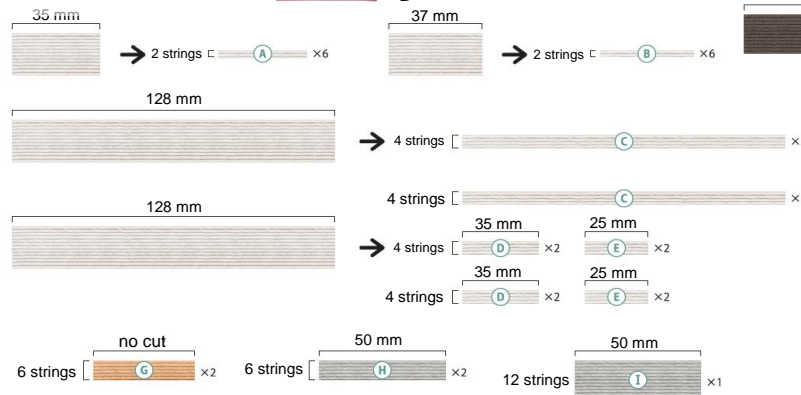 35 mm
37 mm
2 strings A ×6
2 strings B ×6
128 mm
4 strings C ×
4 strings C ×
128 mm
35 mm 25 mm
4 strings D ×2 E ×2
35 mm 25 mm
4 strings D ×2 E ×2
no cut 50 mm 50 mm
6 strings G ×2 6 strings H ×2 12 strings I ×1